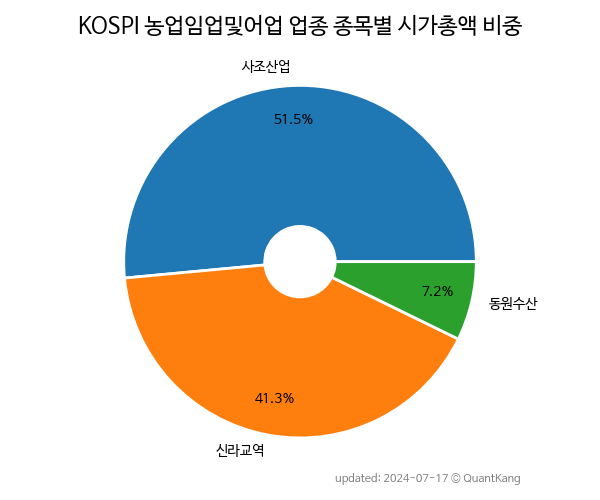 KOSPI 농업임업및어업 업종 종목별 시가총액 비중
사조산업
51.5%
7.2%
동원수산
41.3%
신라교역
updated: 2024-07-17 © QuantKang